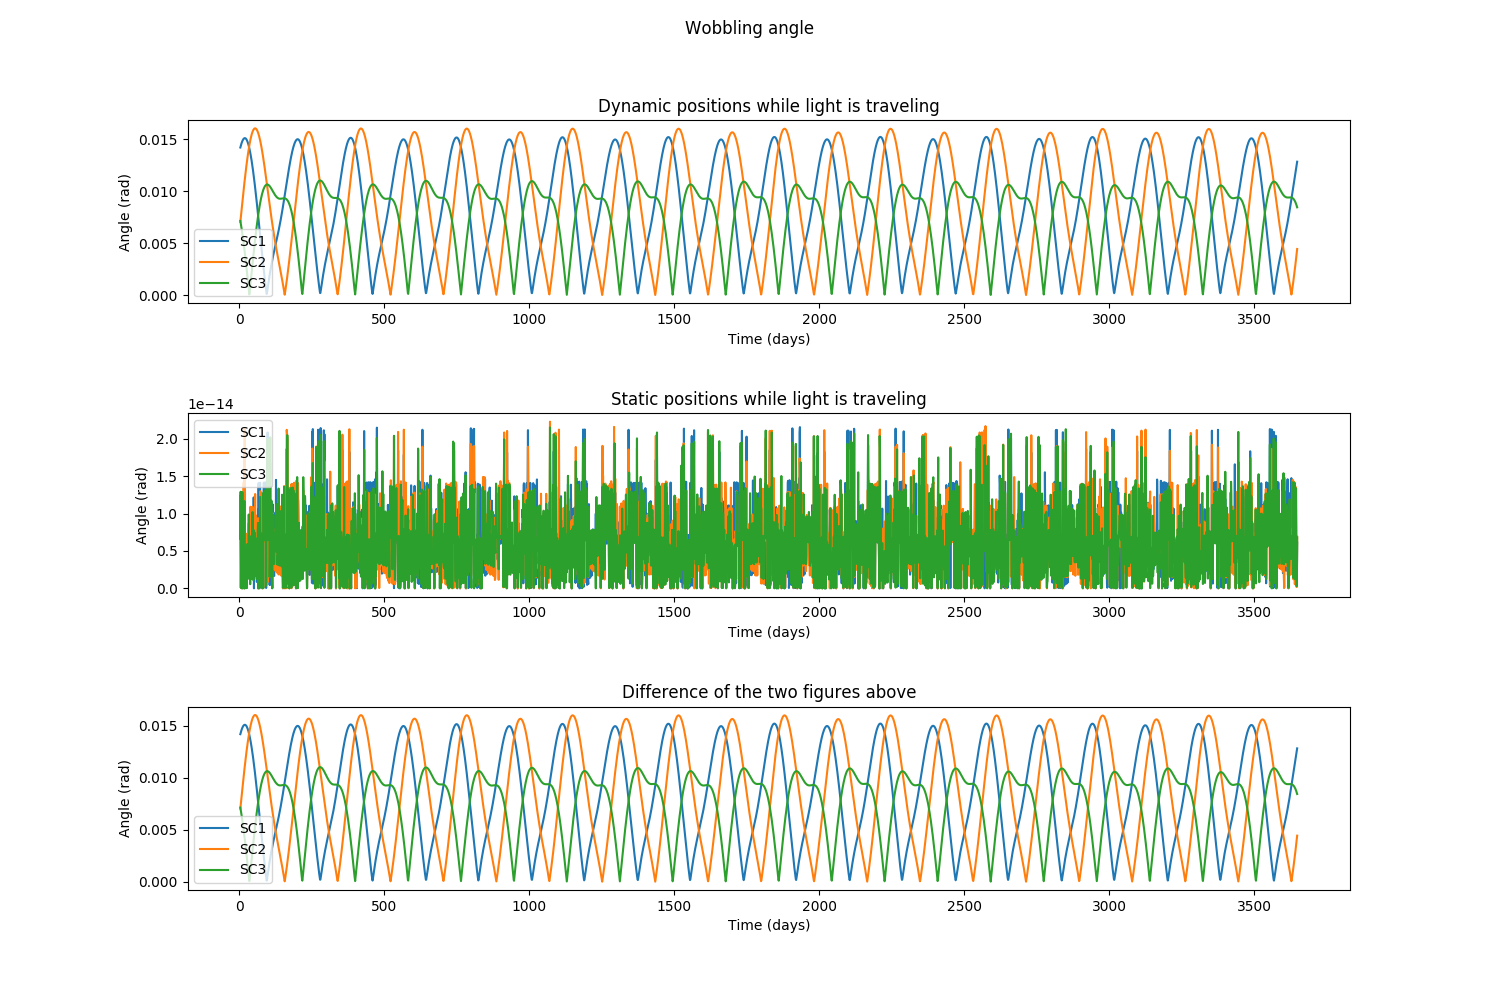 Wobbling angle
Dynamic positions while light is traveling
Angle (rad)
0.015
0.010
0.005
0.000
SC1
SC2
SC3
0 500 1000 1500 2000 2500 3000 3500
Time (days)
Static positions while light is traveling
1e−14
Angle (rad)
2.0
1.5
1.0
0.5
0.0
SC1
SC2
SC3
0 500 1000 1500 2000 2500 3000 3500
Time (days)
Difference of the two figures above
Angle (rad)
0.015
0.010
0.005
0.000
SC1
SC2
SC3
0 500 1000 1500 2000 2500 3000 3500
Time (days)